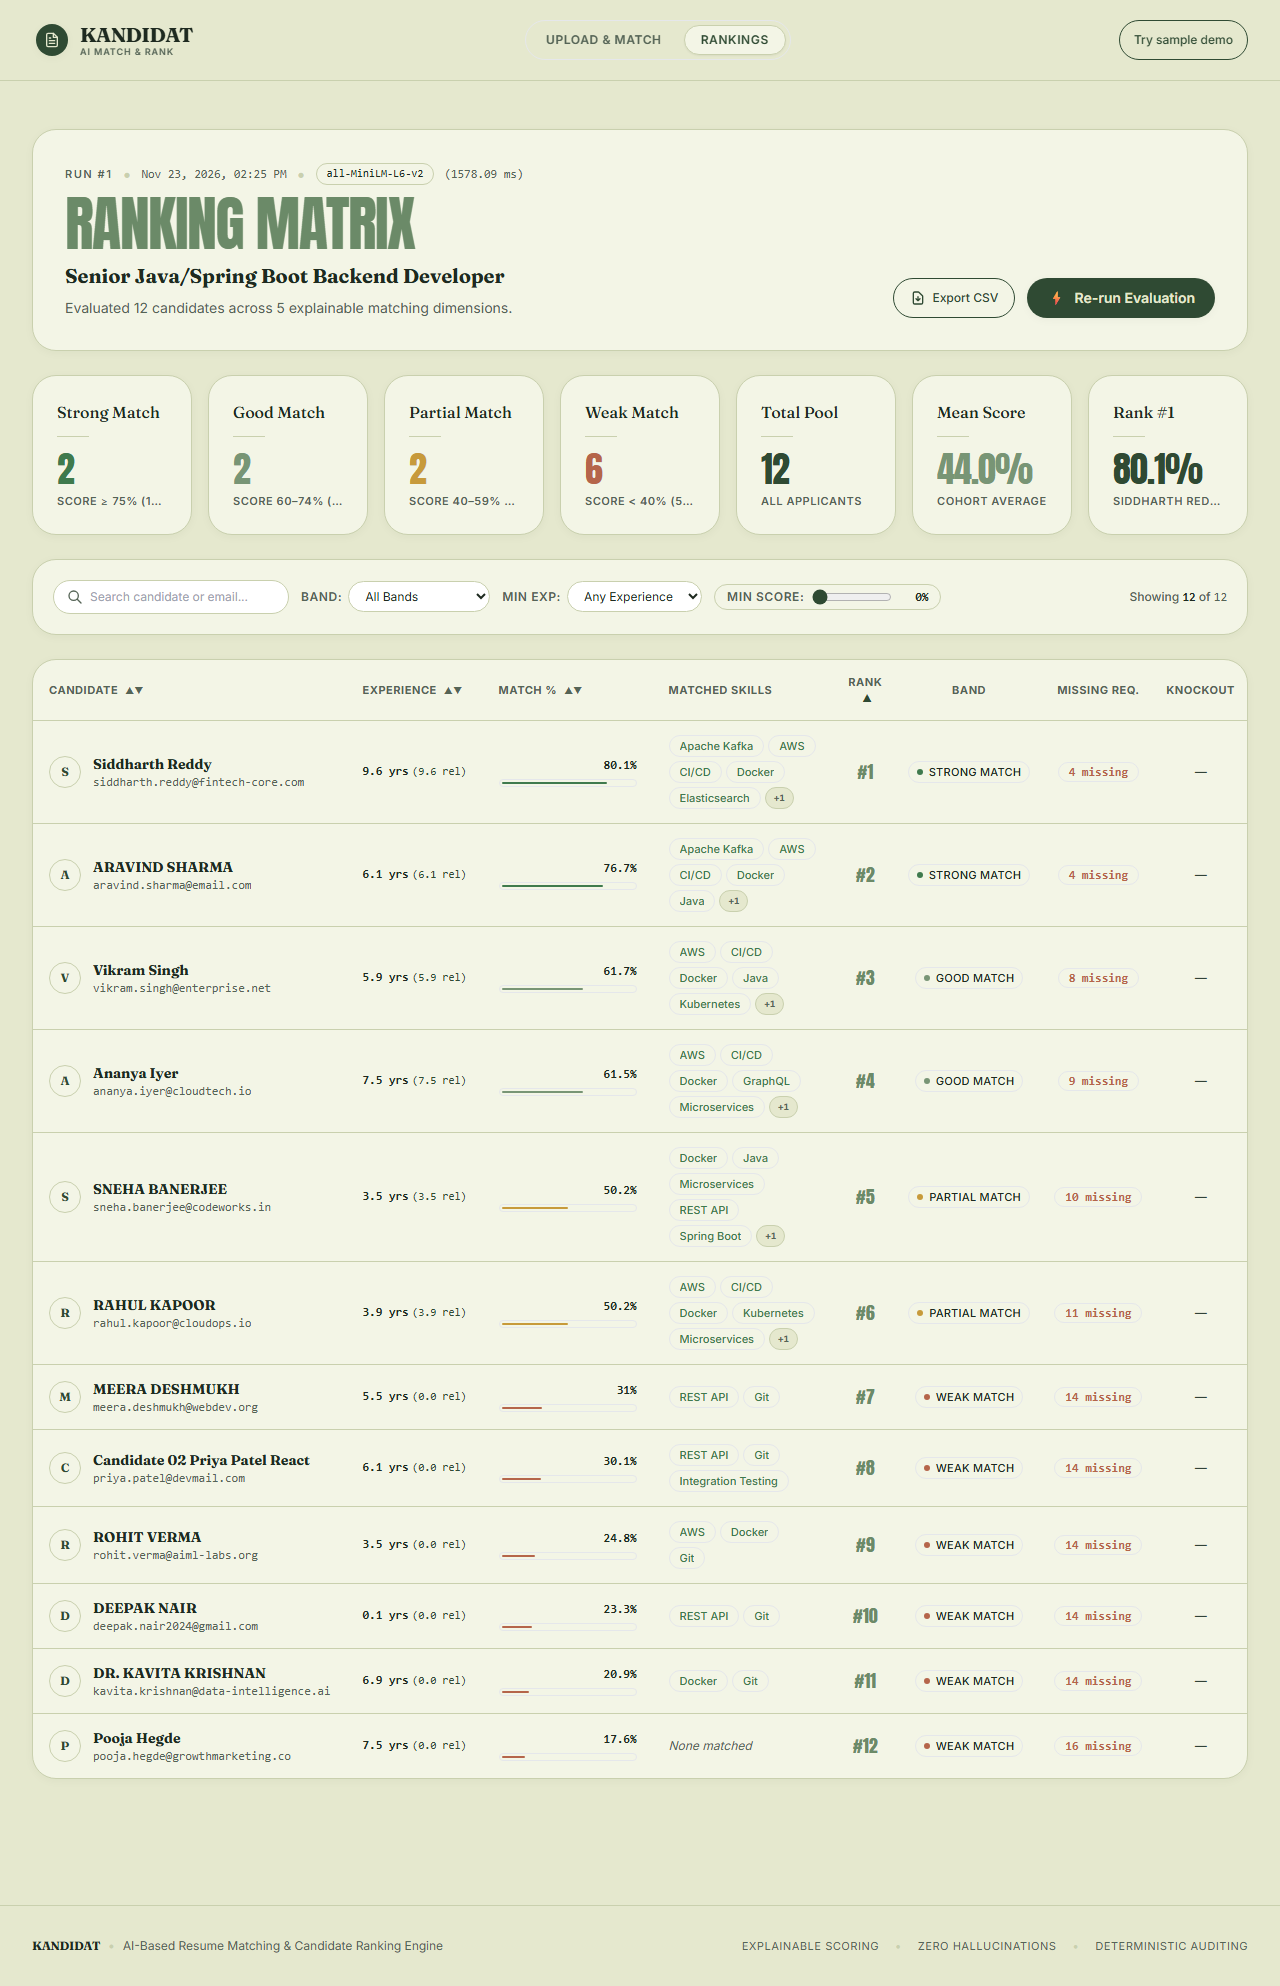 KANDIDAT
AI MATCH & RANK
UPLOAD & MATCH
RANKINGS
Try sample demo
RUN #1 • Nov 23, 2026, 02:25 PM • all-MiniLM-L6-v2 (1578.09 ms)
RANKING MATRIX
Senior Java/Spring Boot Backend Developer
Evaluated 12 candidates across 5 explainable matching dimensions.
Export CSV
Re-run Evaluation
Strong Match
2
SCORE ≥ 75% (1...
Good Match
2
SCORE 60–74% (...
Partial Match
2
SCORE 40–59% ...
Weak Match
6
SCORE < 40% (5...
Total Pool
12
ALL APPLICANTS
Mean Score
44.0%
COHORT AVERAGE
Rank #1
80.1%
SIDDHARTH RED...
Search candidate or email...
BAND: All Bands
MIN EXP: Any Experience
MIN SCORE: 0%
Showing 12 of 12
CANDIDATE ▲▼ EXPERIENCE ▲▼ MATCH % ▲▼ MATCHED SKILLS RANK ▲ BAND MISSING REQ. KNOCKOUT
S
Siddharth Reddy
siddharth.reddy@fintech-core.com
9.6 yrs (9.6 rel)
80.1%
Apache Kafka AWS
CI/CD Docker
Elasticsearch +1
#1
STRONG MATCH
4 missing
—
A
ARAVIND SHARMA
aravind.sharma@email.com
6.1 yrs (6.1 rel)
76.7%
Apache Kafka AWS
CI/CD Docker
Java +1
#2
STRONG MATCH
4 missing
—
V
Vikram Singh
vikram.singh@enterprise.net
5.9 yrs (5.9 rel)
61.7%
AWS CI/CD
Docker Java
Kubernetes +1
#3
GOOD MATCH
8 missing
—
A
Ananya Iyer
ananya.iyer@cloudtech.io
7.5 yrs (7.5 rel)
61.5%
AWS CI/CD
Docker GraphQL
Microservices +1
#4
GOOD MATCH
9 missing
—
S
SNEHA BANERJEE
sneha.banerjee@codeworks.in
3.5 yrs (3.5 rel)
50.2%
Docker Java
Microservices
REST API
Spring Boot +1
#5
PARTIAL MATCH
10 missing
—
R
RAHUL KAPOOR
rahul.kapoor@cloudops.io
3.9 yrs (3.9 rel)
50.2%
AWS CI/CD
Docker Kubernetes
Microservices +1
#6
PARTIAL MATCH
11 missing
—
M
MEERA DESHMUKH
meera.deshmukh@webdev.org
5.5 yrs (0.0 rel)
31%
REST API Git
#7
WEAK MATCH
14 missing
—
C
Candidate 02 Priya Patel React
priya.patel@devmail.com
6.1 yrs (0.0 rel)
30.1%
REST API Git
Integration Testing
#8
WEAK MATCH
14 missing
—
R
ROHIT VERMA
rohit.verma@aiml-labs.org
3.5 yrs (0.0 rel)
24.8%
AWS Docker
Git
#9
WEAK MATCH
14 missing
—
D
DEEPAK NAIR
deepak.nair2024@gmail.com
0.1 yrs (0.0 rel)
23.3%
REST API Git
#10
WEAK MATCH
14 missing
—
D
DR. KAVITA KRISHNAN
kavita.krishnan@data-intelligence.ai
6.9 yrs (0.0 rel)
20.9%
Docker Git
#11
WEAK MATCH
14 missing
—
P
Pooja Hegde
pooja.hegde@growthmarketing.co
7.5 yrs (0.0 rel)
17.6%
None matched
#12
WEAK MATCH
16 missing
—
KANDIDAT • AI-Based Resume Matching & Candidate Ranking Engine
EXPLAINABLE SCORING • ZERO HALLUCINATIONS • DETERMINISTIC AUDITING